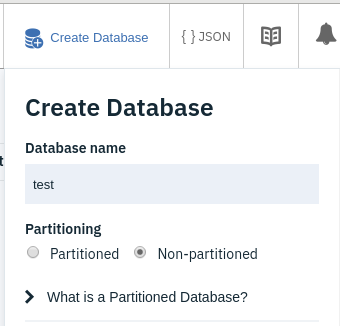 Create Database
{ } JSON
Create Database
Database name
test
Partitioning
Partitioned
Non-partitioned
What is a Partitioned Database?